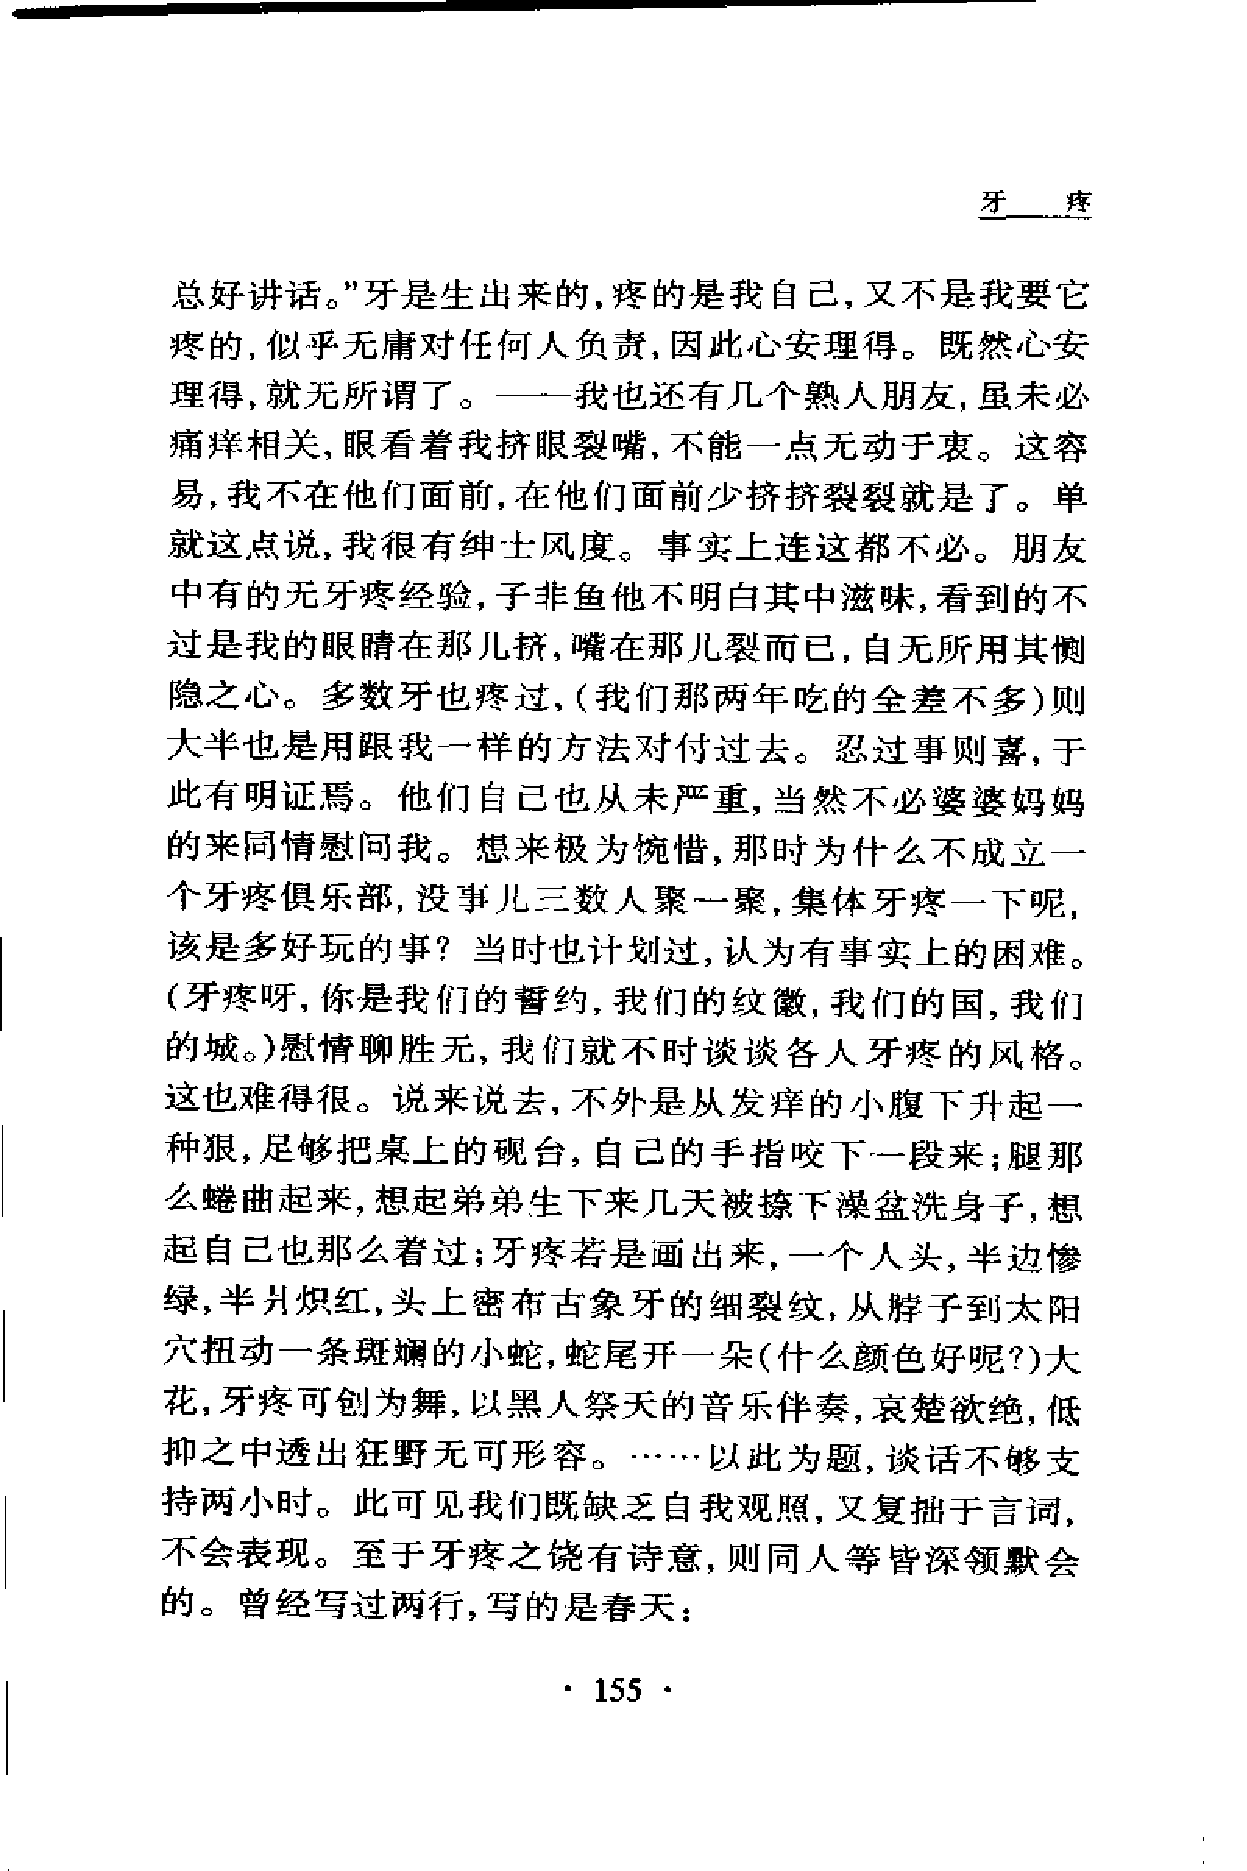 牙　　疼
总好讲话。”牙是生出来的,疼的是我自己,又不是我要它
疼的,似乎无庸对任何人负责,因此心安理得。既然心安
理得,就无所谓了。——我也还有几个熟人朋友,虽未必
痛痒相关,眼看着我挤眼裂嘴,不能一点无动于衷。这容
易,我不在他们面前,在他们面前少挤挤裂裂就是了。单
就这点说,我很有绅士风度。事实上连这都不必。朋友
中有的无牙疼经验,子非鱼他不明白其中滋味,看到的不
过是我的眼睛在那儿挤,嘴在那儿裂而已,自无所用其恻
隐之心。多数牙也疼过,(我们那两年吃的全差不多)则
大半也是用跟我一样的方法对付过去。忍过事则喜,于
此有明证焉。他们自己也从未严重,当然不必婆婆妈妈
的来同情慰问我。想来极为惋惜,那时为什么不成立一
个牙疼俱乐部,没事儿三数人聚一聚,集体牙疼一下呢,
该是多好玩的事?当时也计划过,认为有事实上的困难。
(牙疼呀,你是我们的誓约,我们的纹徽,我们的国,我们
的城。)慰情聊胜无,我们就不时谈谈各人牙疼的风格。
这也难得很。说来说去,不外是从发痒的小腹下升起一
种狠,足够把桌上的砚台,自己的手指咬下一段来;腿那
么蜷曲起来,想起弟弟生下来几天被捺下澡盆洗身子,想
起自己也那么着过;牙疼若是画出来,一个人头,半边惨
绿,半爿炽红,头上密布古象牙的细裂纹,从脖子到太阳
穴扭动一条斑斓的小蛇,蛇尾开一朵(什么颜色好呢?)大
花,牙疼可创为舞,以黑人祭天的音乐伴奏,哀楚欲绝,低
抑之中透出狂野无可形容。……以此为题,谈话不够支
持两小时。此可见我们既缺乏自我观照,又复拙于言词,
不会表现。至于牙疼之饶有诗意,则同人等皆深领默会
的。曾经写过两行,写的是春天:
· 155 ·